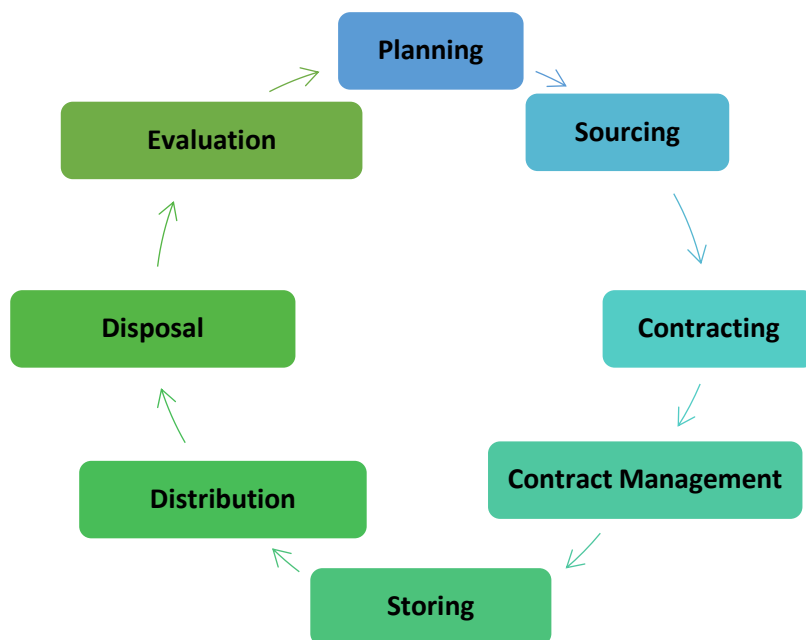 Planning
Sourcing
Contracting
Contract Management
Storing
Distribution
Disposal
Evaluation